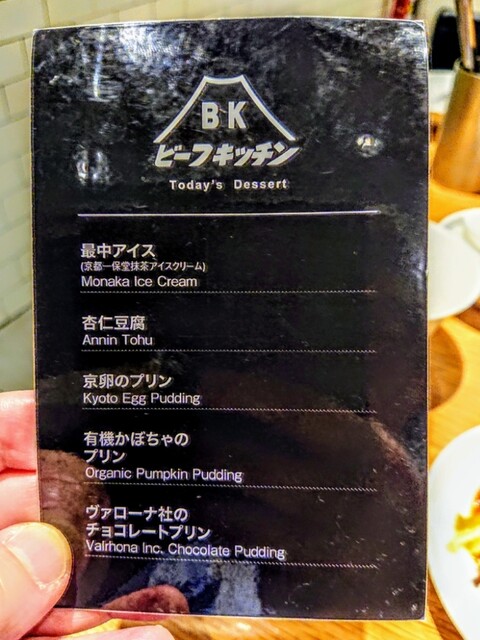 B・K
ビーフキッチン
Today's Dessert
最中アイス
(京都一保堂抹茶アイスクリーム)
Monaka Ice Cream
杏仁豆腐
Annin Tohu
京卵のプリン
Kyoto Egg Pudding
有機かぼちゃの
プリン
Organic Pumpkin Pudding
ヴァローナ社の
チョコレートプリン
Valrhona Inc. Chocolate Pudding